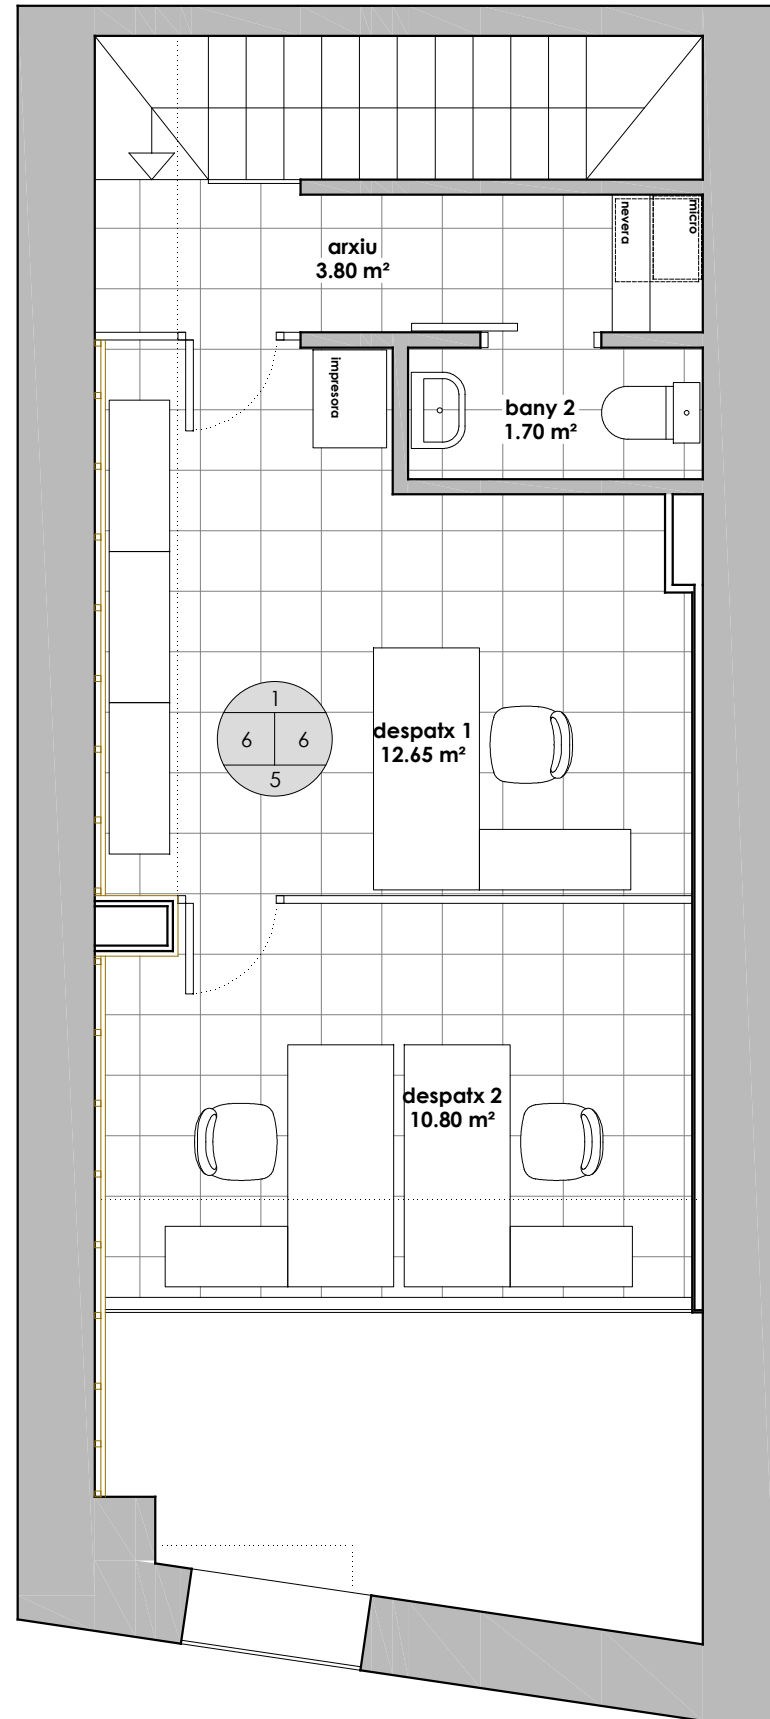 arxiu
3.80 m²
nevera
micro
impresora
bany 2
1.70 m²
1
6 6
5
despatx 1
12.65 m²
despatx 2
10.80 m²